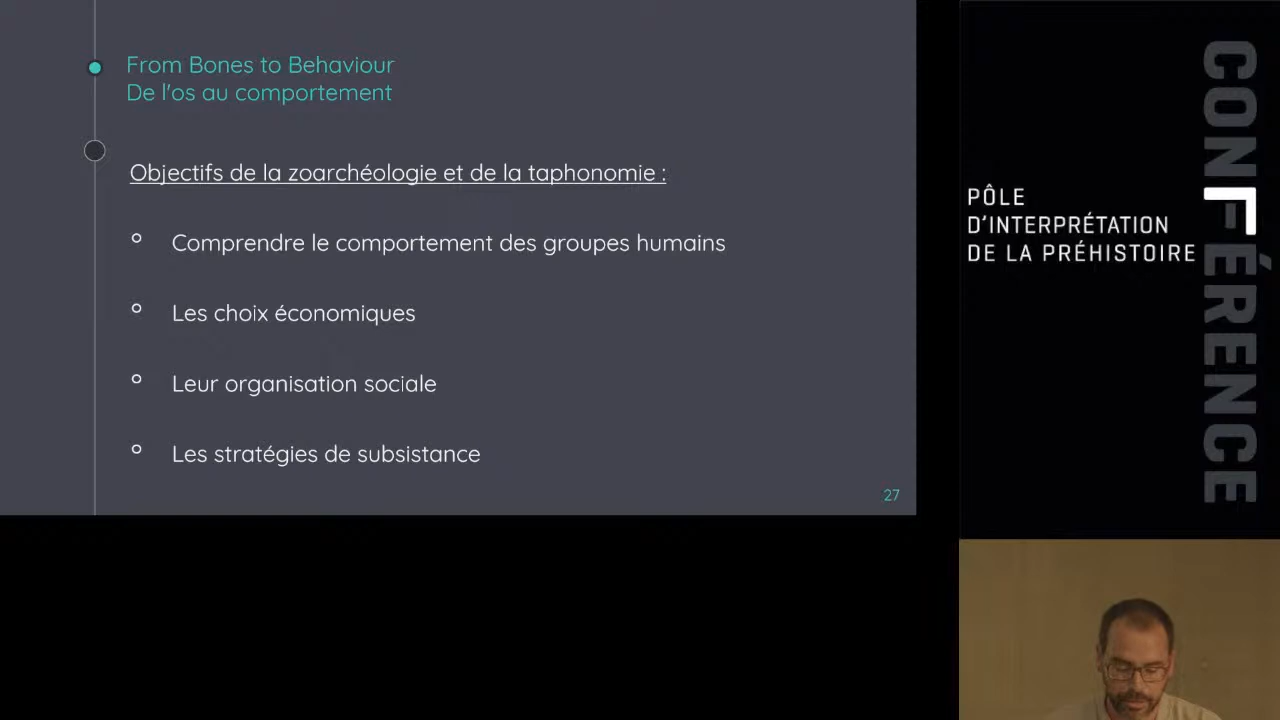 From Bones to Behaviour
De l'os au comportement
Objectifs de la zoarchéologie et de la taphonomie :
Comprendre le comportement des groupes humains
Les choix économiques
Leur organisation sociale
Les stratégies de subsistance
27
PÔLE
D'INTERPRÉTATION
DE LA PRÉHISTOIRE
CONFÉRENCE